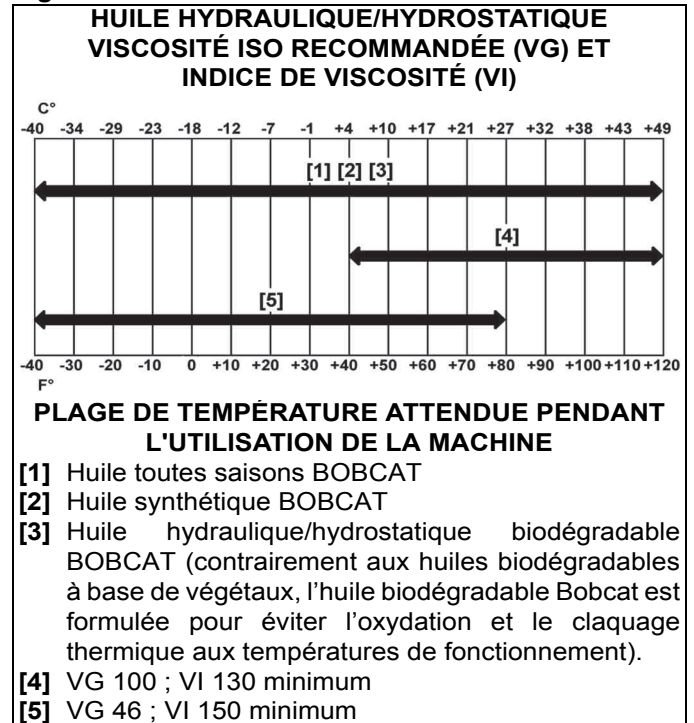 HUILE HYDRAULIQUE/HYDROSTATIQUE
VISCOSITÉ ISO RECOMMANDÉE (VG) ET
INDICE DE VISCOSITÉ (VI)
C°
-40 -34 -29 -23 -18 -12 -7 -1 +4 +10 +17 +21 +27 +32 +38 +43 +49
[1] [2] [3]
[4]
[5]
-40 -30 -20 -10 0 +10 +20 +30 +40 +50 +60 +70 +80 +90 +100 +110 +120
F°
PLAGE DE TEMPÉRATURE ATTENDUE PENDANT
L'UTILISATION DE LA MACHINE
[1] Huile toutes saisons BOBCAT
[2] Huile synthétique BOBCAT
[3] Huile hydraulique/hydrostatique biodégradable
BOBCAT (contrairement aux huiles biodégradables
à base de végétaux, l’huile biodégradable Bobcat est
formulée pour éviter l’oxydation et le claquage
thermique aux températures de fonctionnement).
[4] VG 100 ; VI 130 minimum
[5] VG 46 ; VI 150 minimum